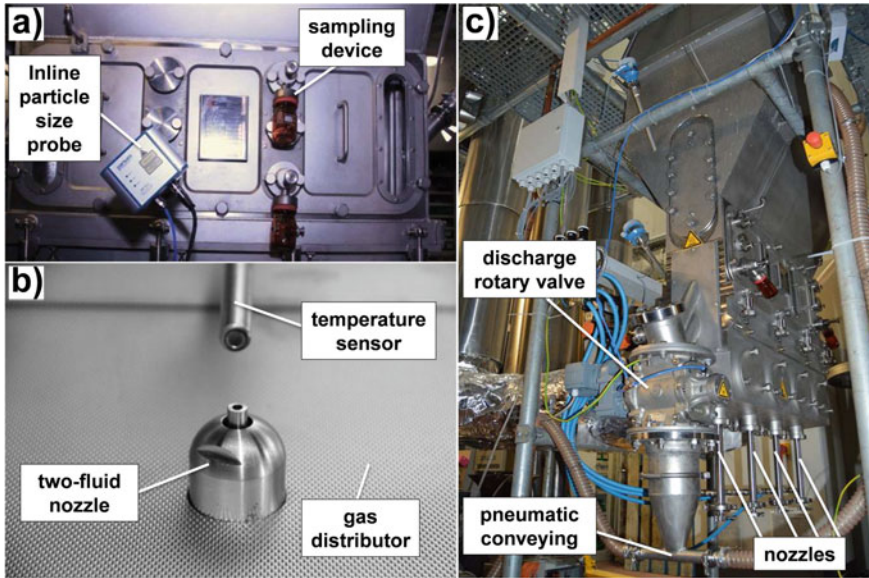 a)
sampling
device
Inline
particle
size
probe
b)
temperature
sensor
two-fluid
nozzle
gas
distributor
c)
discharge
rotary valve
pneumatic
conveying
nozzles